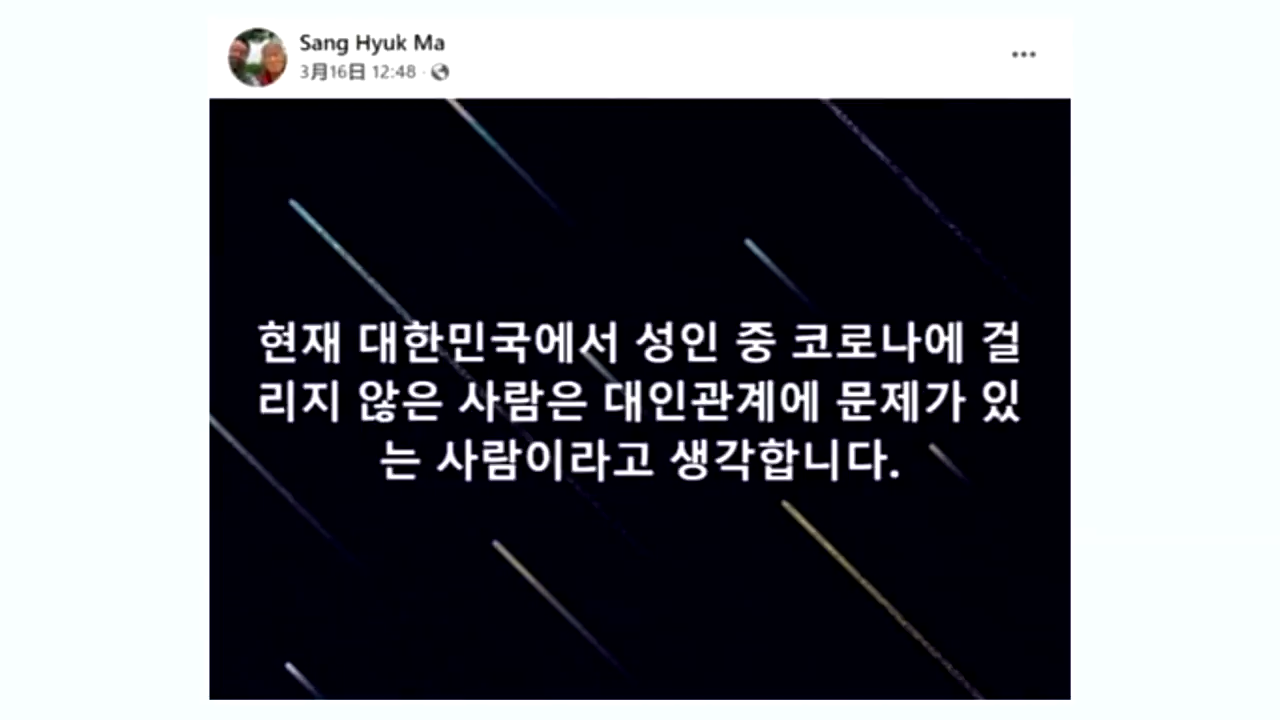 Sang Hyuk Ma
3月16日 12:48 ·
현재 대한민국에서 성인 중 코로나에 걸
리지 않은 사람은 대인관계에 문제가 있
는 사람이라고 생각합니다.